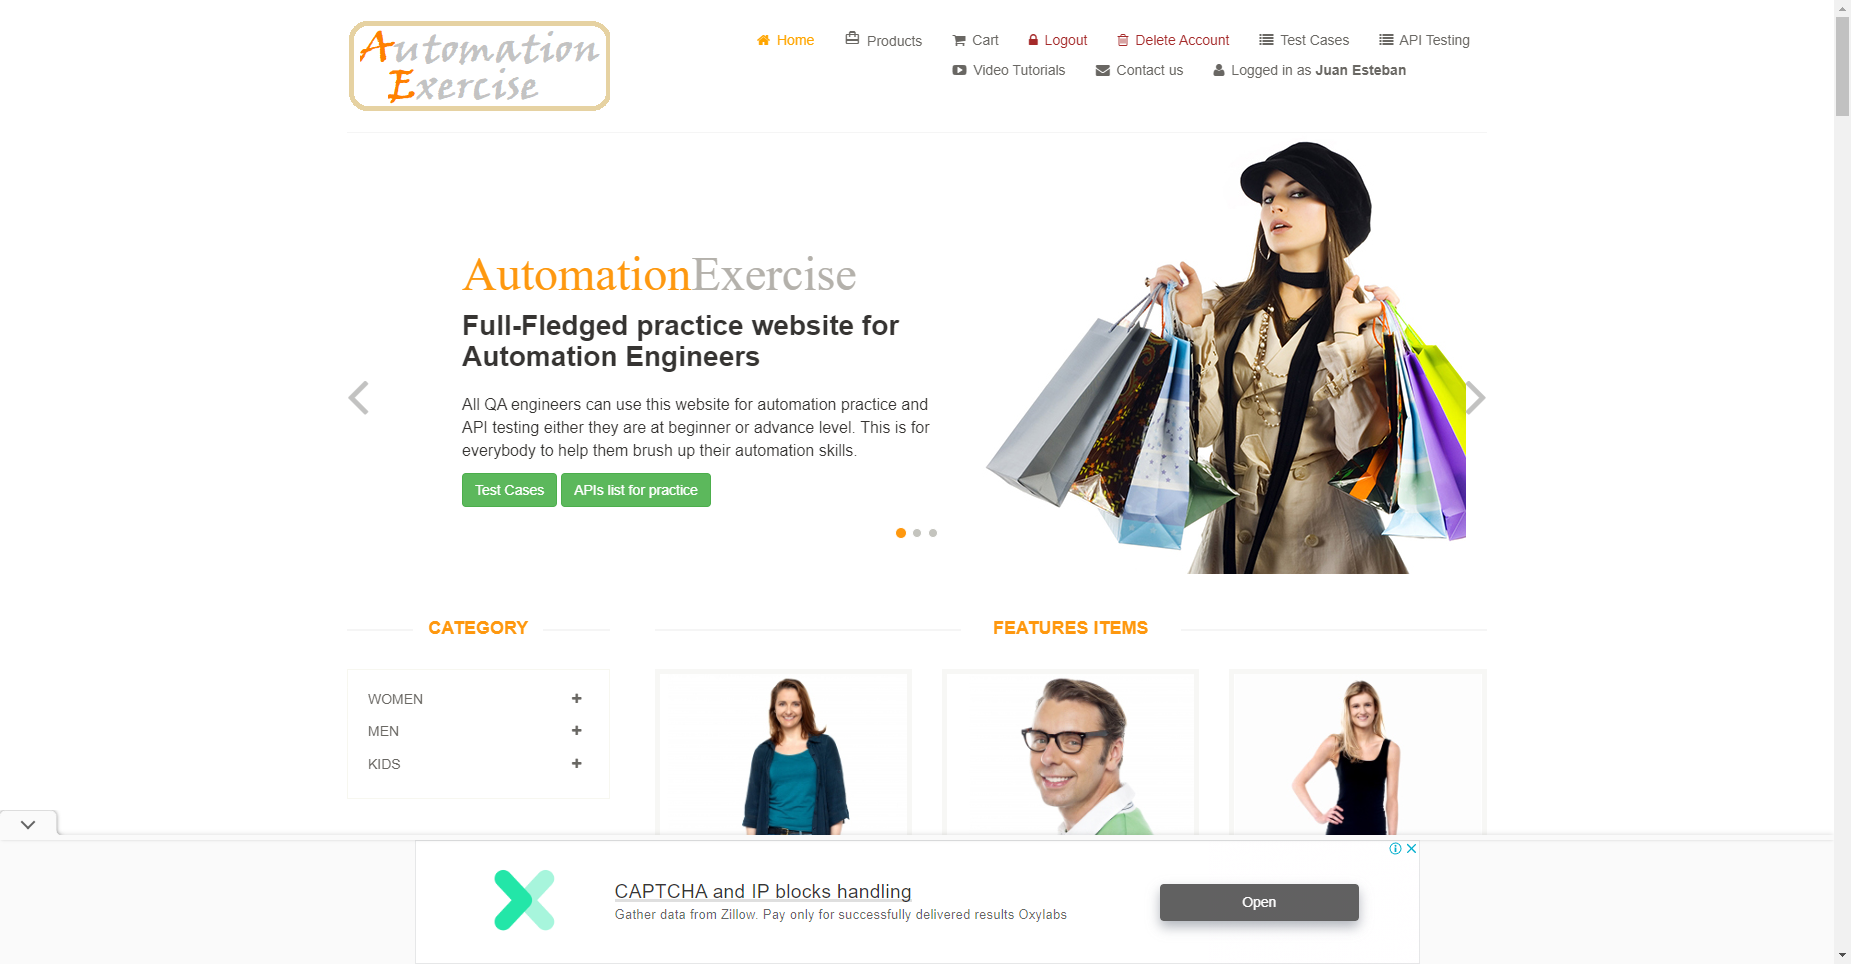 Automation
Exercise
Home
Products
Cart
Logout
Delete Account
Test Cases
API Testing
Video Tutorials
Contact us
Logged in as Juan Esteban
AutomationExercise
Full-Fledged practice website for
Automation Engineers
All QA engineers can use this website for automation practice and
API testing either they are at beginner or advance level. This is for
everybody to help them brush up their automation skills.
Test Cases
APIs list for practice
CATEGORY
WOMEN
MEN
KIDS
FEATURES ITEMS
CAPTCHA and IP blocks handling
Gather data from Zillow. Pay only for successfully delivered results Oxylabs
Open